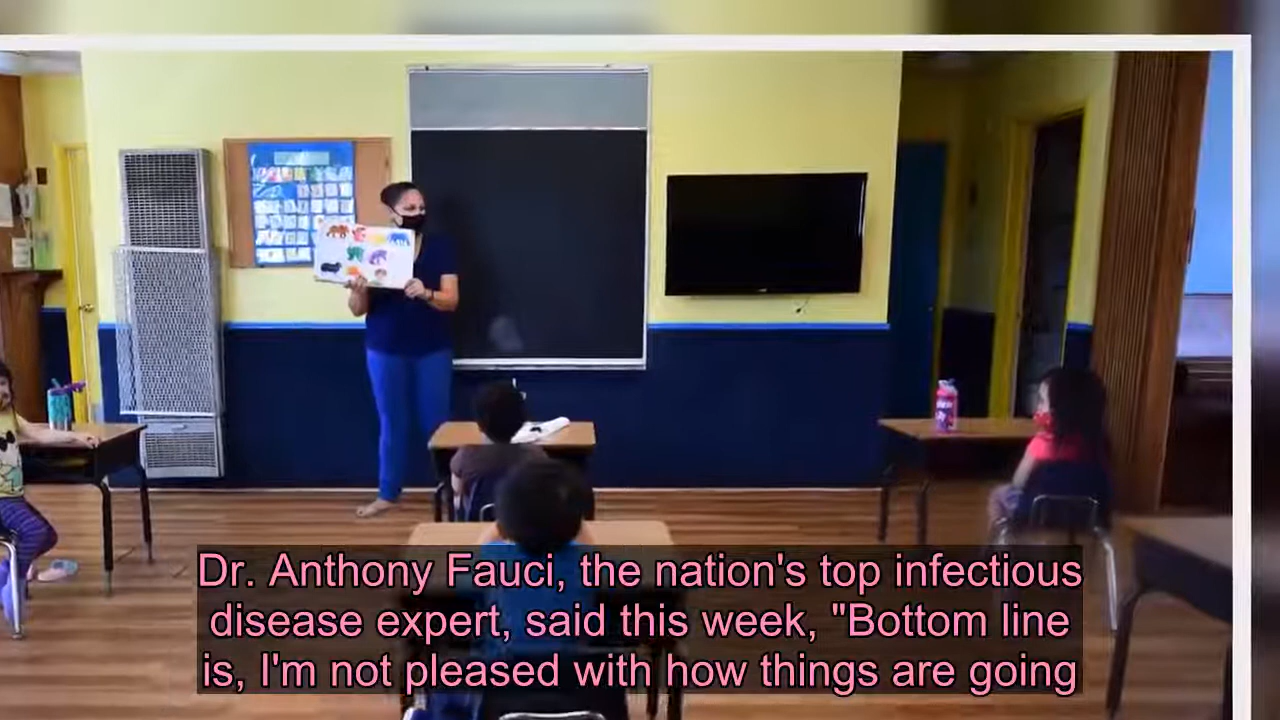 Dr. Anthony Fauci, the nation's top infectious
disease expert, said this week, "Bottom line
is, I'm not pleased with how things are going